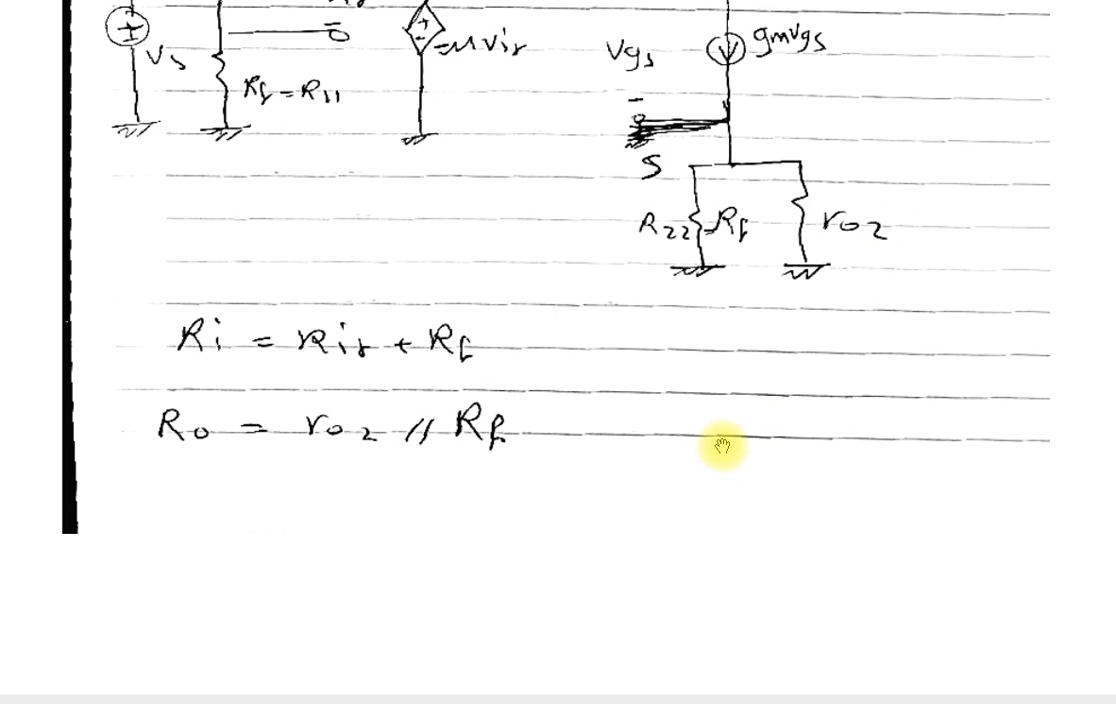 Vs
Rf = R11
-μvir
Vgs
gmvgs
S
R22 = Rf
ro2
Ri = Rir + Rf
Ro = ro2 // Rf